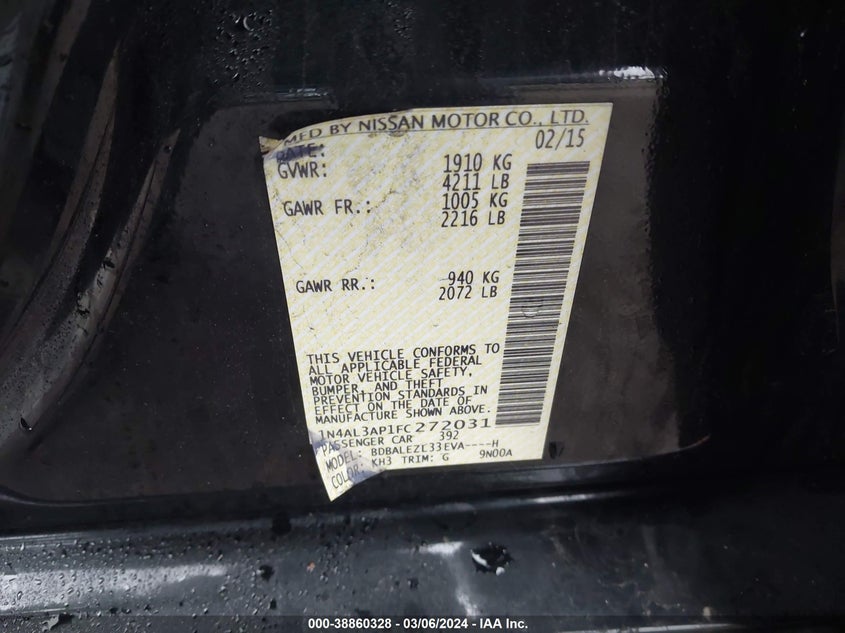 MFD BY NISSAN MOTOR CO., LTD.
DATE: 02/15
GVWR: 1910 KG
4211 LB
GAWR FR.: 1005 KG
2216 LB
GAWR RR.: 940 KG
2072 LB
THIS VEHICLE CONFORMS TO
ALL APPLICABLE FEDERAL
MOTOR VEHICLE SAFETY,
BUMPER, AND THEFT
PREVENTION STANDARDS IN
EFFECT ON THE DATE OF
MANUFACTURE SHOWN ABOVE.
1N4AL3AP1FC272031
PASSENGER CAR 392
MODEL: BDBALEZL33EVA----H
COLOR: KH3 TRIM: G 9N00A
000-38860328 - 03/06/2024 - IAA Inc.